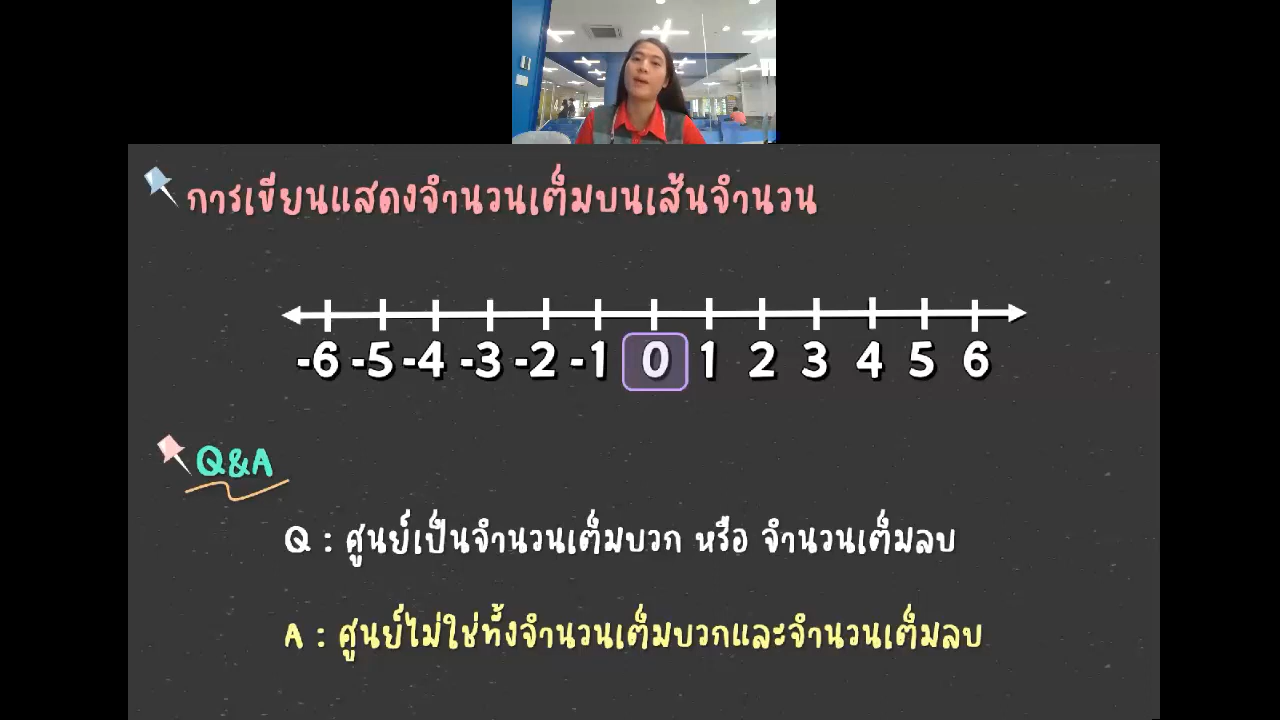 การเขียนแสดงจำนวนเต็มบนเส้นจำนวน
-6 -5 -4 -3 -2 -1 0 1 2 3 4 5 6
Q&A
Q : ศูนย์เป็นจำนวนเต็มบวก หรือ จำนวนเต็มลบ
A : ศูนย์ไม่ใช่ทั้งจำนวนเต็มบวกและจำนวนเต็มลบ